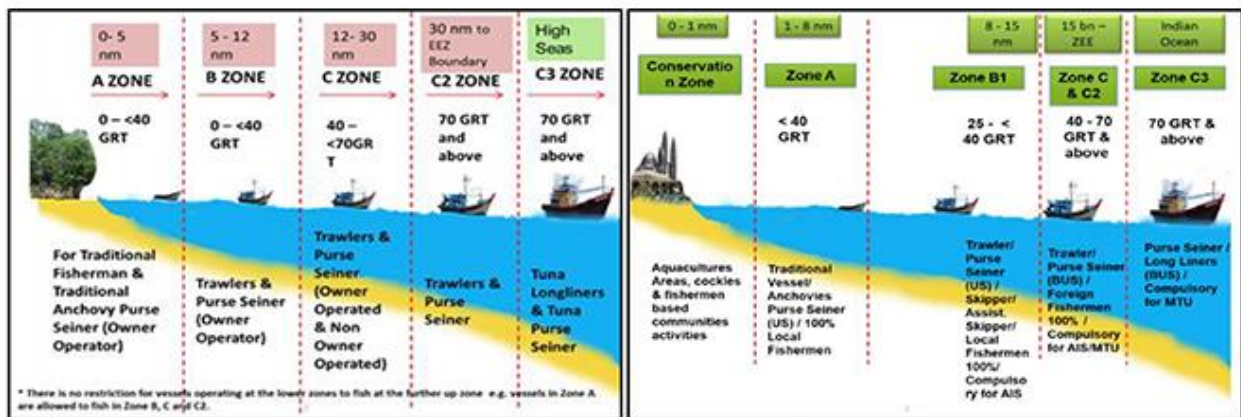 0- 5
nm
A ZONE
0 – <40
GRT
For Traditional
Fisherman &
Traditional
Anchovy Purse
Seiner (Owner
Operator)
5 - 12
nm
B ZONE
0 – <40
GRT
Trawlers &
Purse Seiner
(Owner
Operator)
12- 30
nm
C ZONE
40 –
<70GR
T
Trawlers &
Purse
Seiner
(Owner
Operated
& Non
Owner
Operated)
30 nm to
EEZ
Boundary
C2 ZONE
70 GRT
and
above
Trawlers &
Purse
Seiner
High
Seas
C3 ZONE
70 GRT
and
above
Tuna
Longliners
& Tuna
Purse
Seiner
* There is no restriction for vessels operating at the lower zones to fish at the further up zone e.g. vessels in Zone A
are allowed to fish in Zone B, C and C2.
0 - 1 nm
Conservatio
n Zone
Aquacultures
Areas, cockles
& fishermen
based
communities
activities
1 - 8 nm
Zone A
< 40
GRT
Traditional
Vessel/
Anchovies
Purse Seiner
(US) / 100%
Local
Fishermen
8 - 15
nm
Zone B1
25 - <
40 GRT
Trawler/
Purse
Seiner
(US) /
Skipper/
Assist.
Skipper/
Local
Fishermen
100%/
Compulso
ry for AIS
15 bn –
ZEE
Zone C
& C2
40 - 70
GRT &
above
Trawler/
Purse Seiner
(BUS) /
Foreign
Fishermen
100% /
Compulsory
for AIS/MTU
Indian
Ocean
Zone C3
70 GRT &
above
Purse Seiner /
Long Liners
(BUS) /
Compulsory
for MTU